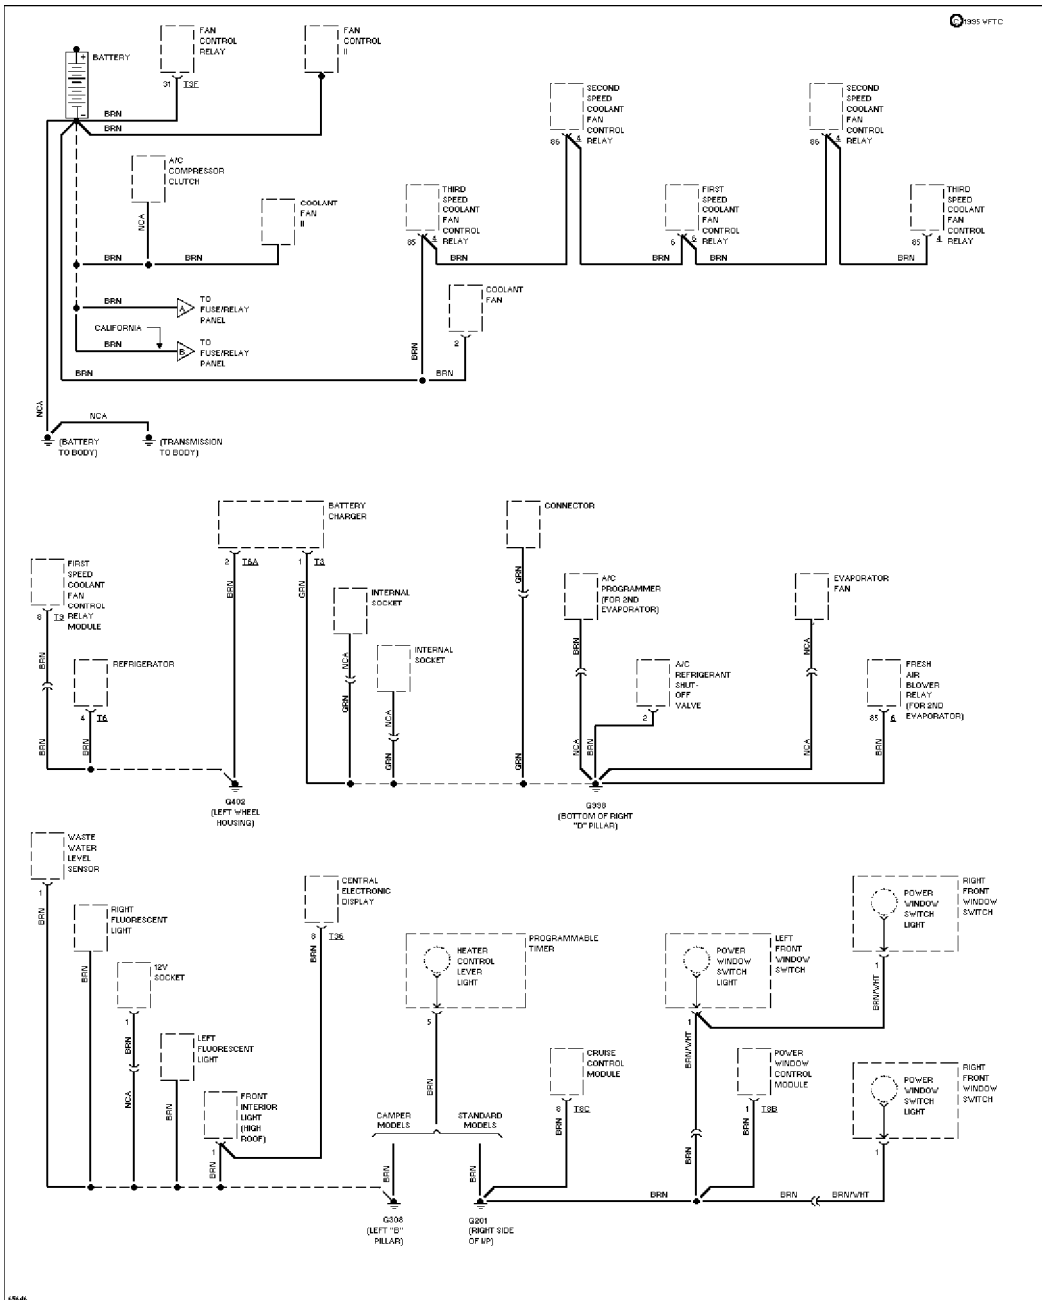 © 1995 WFTC
BATTERY
+
-
FAN
CONTROL
RELAY
31 T3F
FAN
CONTROL
II
BRN
BRN
A/C
COMPRESSOR
CLUTCH
NCA
COOLANT
FAN
II
BRN
BRN
BRN
A
TO
FUSE/RELAY
PANEL
CALIFORNIA
BRN
B
TO
FUSE/RELAY
PANEL
BRN
BRN
BRN
THIRD
SPEED
COOLANT
FAN
CONTROL
RELAY
85 4
BRN
SECOND
SPEED
COOLANT
FAN
CONTROL
RELAY
86 4
BRN
FIRST
SPEED
COOLANT
FAN
CONTROL
RELAY
6 6
BRN
SECOND
SPEED
COOLANT
FAN
CONTROL
RELAY
86 4
BRN
THIRD
SPEED
COOLANT
FAN
CONTROL
RELAY
85 4
COOLANT
FAN
2
NCA
NCA
(BATTERY
TO BODY)
(TRANSMISSION
TO BODY)
FIRST
SPEED
COOLANT
FAN
CONTROL
RELAY
MODULE
8 T9
BRN
BRN
REFRIGERATOR
4 T6
BRN
BATTERY
CHARGER
2 T6A
BRN
1 T3
GRN
INTERNAL
SOCKET
NCA
GRN
INTERNAL
SOCKET
NCA
GRN
CONNECTOR
GRN
GRN
A/C
PROGRAMMER
(FOR 2ND
EVAPORATOR)
BRN
NCA
A/C
REFRIGERANT
SHUT-
OFF
VALVE
2
BRN
EVAPORATOR
FAN
NCA
NCA
FRESH
AIR
BLOWER
RELAY
(FOR 2ND
EVAPORATOR)
85 6
BRN
G402
(LEFT WHEEL
HOUSING)
G998
(BOTTOM OF RIGHT
"D" PILLAR)
WASTE
WATER
LEVEL
SENSOR
1
BRN
RIGHT
FLUORESCENT
LIGHT
BRN
12V
SOCKET
1
BRN
NCA
LEFT
FLUORESCENT
LIGHT
BRN
FRONT
INTERIOR
LIGHT
(HIGH
ROOF)
1
BRN
CENTRAL
ELECTRONIC
DISPLAY
8 T36
BRN
HEATER
CONTROL
LEVER
LIGHT
PROGRAMMABLE
TIMER
5
BRN
CAMPER
MODELS
STANDARD
MODELS
BRN
BRN
CRUISE
CONTROL
MODULE
8 T8C
BRN
POWER
WINDOW
SWITCH
LIGHT
LEFT
FRONT
WINDOW
SWITCH
1
BRN/WHT
BRN
POWER
WINDOW
CONTROL
MODULE
1 T8B
BRN
POWER
WINDOW
SWITCH
LIGHT
RIGHT
FRONT
WINDOW
SWITCH
1
BRN/WHT
POWER
WINDOW
SWITCH
LIGHT
RIGHT
FRONT
WINDOW
SWITCH
1
BRN
BRN
BRN/WHT
G308
(LEFT "B"
PILLAR)
G201
(RIGHT SIDE
OF I/P)